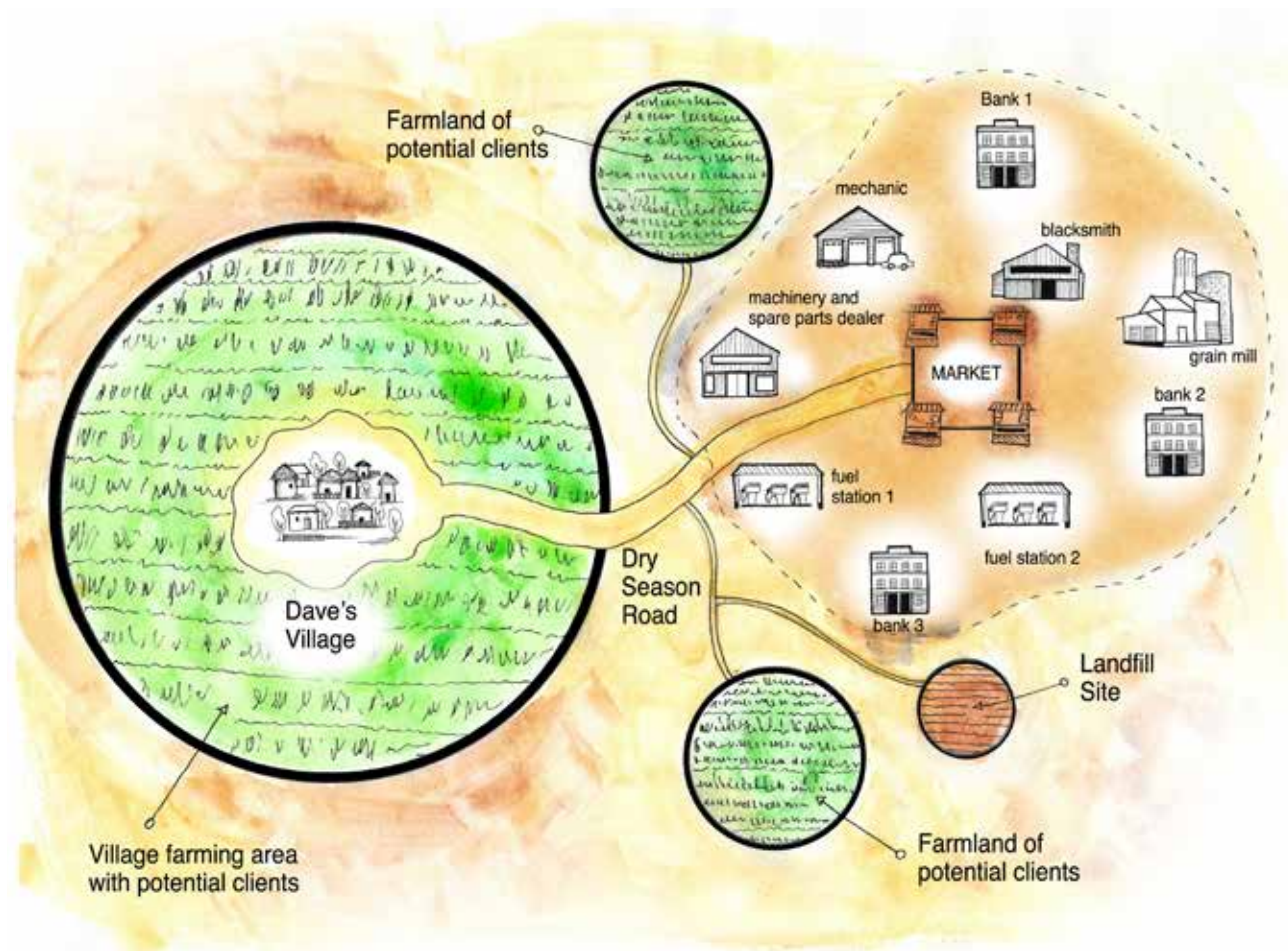 Bank 1
Farmland of
potential clients
mechanic
blacksmith
machinery and
spare parts dealer
grain mill
MARKET
bank 2
fuel
station 1
fuel station 2
Dry
Season
Road
Dave's
Village
bank 3
Landfill
Site
Village farming area
with potential clients
Farmland of
potential clients